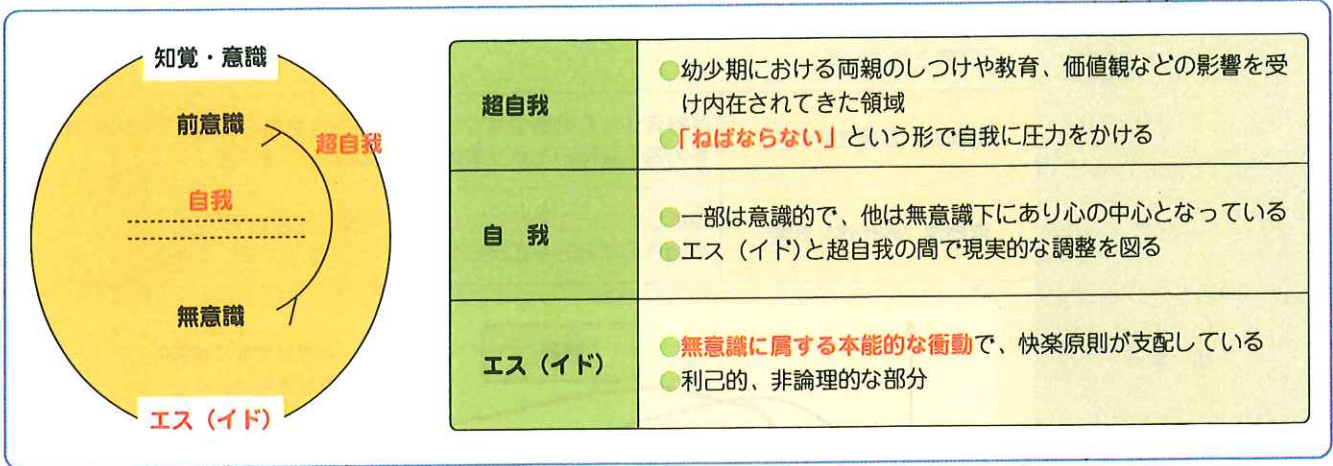 知覚・意識
前意識
超自我
自我
無意識
エス（イド）
超自我
●幼少期における両親のしつけや教育、価値観などの影響を受
け内在されてきた領域
●「ねばならない」という形で自我に圧力をかける
自　我
●一部は意識的で、他は無意識下にあり心の中心となっている
●エス（イド）と超自我の間で現実的な調整を図る
エス（イド）
●無意識に属する本能的な衝動で、快楽原則が支配している
●利己的、非論理的な部分